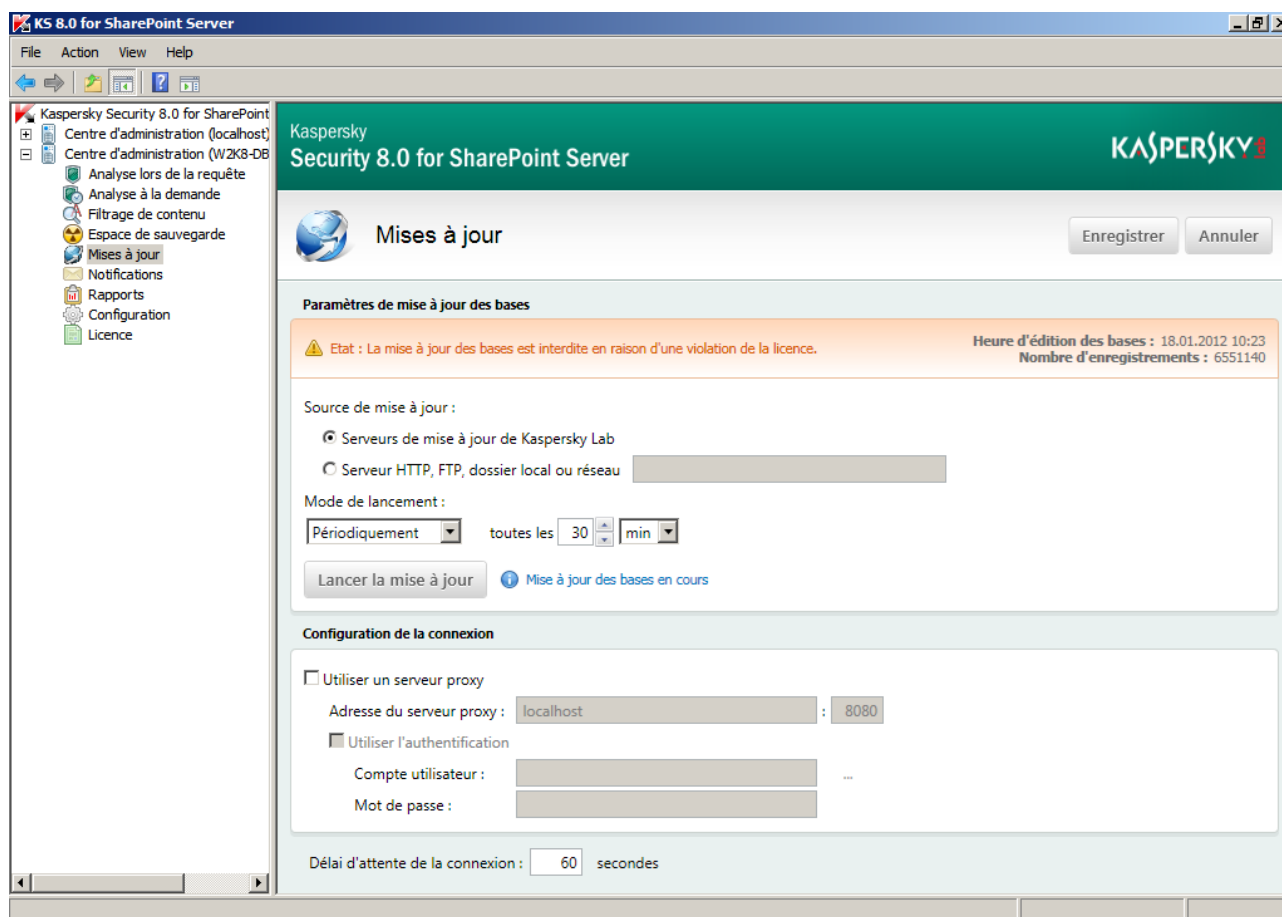 KS 8.0 for SharePoint Server
File Action View Help
Kaspersky Security 8.0 for SharePoint
Centre d'administration (localhost)
Centre d'administration (W2K8-DB
Analyse lors de la requête
Analyse à la demande
Filtrage de contenu
Espace de sauvegarde
Mises à jour
Notifications
Rapports
Configuration
Licence
Kaspersky
Security 8.0 for SharePoint Server
KASPERSKY lab
Mises à jour
Enregistrer Annuler
Paramètres de mise à jour des bases
Etat : La mise à jour des bases est interdite en raison d'une violation de la licence.
Heure d'édition des bases : 18.01.2012 10:23
Nombre d'enregistrements : 6551140
Source de mise à jour :
Serveurs de mise à jour de Kaspersky Lab
Serveur HTTP, FTP, dossier local ou réseau
Mode de lancement :
Périodiquement toutes les 30 min
Lancer la mise à jour Mise à jour des bases en cours
Configuration de la connexion
Utiliser un serveur proxy
Adresse du serveur proxy : localhost : 8080
Utiliser l'authentification
Compte utilisateur : ...
Mot de passe :
Délai d'attente de la connexion : 60 secondes